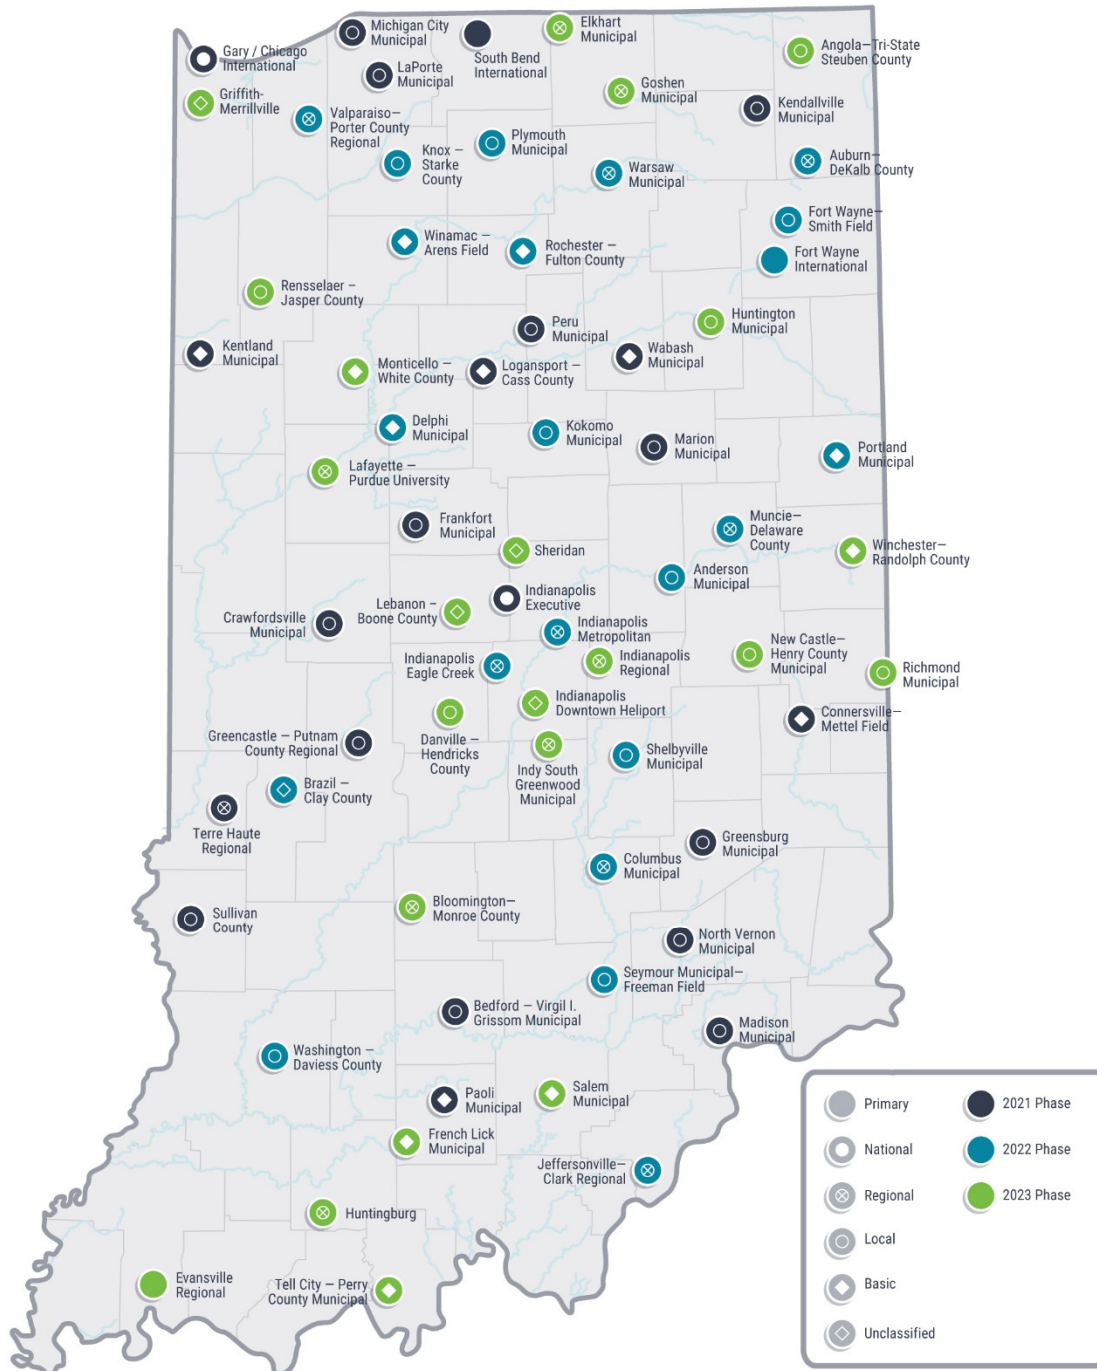 Michigan City
Municipal
Elkhart
Municipal
Gary / Chicago
International
South Bend
International
Angola—Tri-State
Steuben County
LaPorte
Municipal
Griffith-
Merrillville
Goshen
Municipal
Kendallville
Municipal
Valparaiso—
Porter County
Regional
Plymouth
Municipal
Knox —
Starke
County
Warsaw
Municipal
Auburn—
DeKalb County
Fort Wayne—
Smith Field
Winamac —
Arens Field
Rochester —
Fulton County
Fort Wayne
International
Rensselaer —
Jasper County
Peru
Municipal
Huntington
Municipal
Kentland
Municipal
Monticello —
White County
Logansport —
Cass County
Wabash
Municipal
Delphi
Municipal
Kokomo
Municipal
Marion
Municipal
Portland
Municipal
Lafayette —
Purdue University
Frankfort
Municipal
Muncie—
Delaware
County
Sheridan
Winchester—
Randolph County
Anderson
Municipal
Indianapolis
Executive
Lebanon —
Boone County
Crawfordsville
Municipal
Indianapolis
Metropolitan
Indianapolis
Eagle Creek
Indianapolis
Regional
New Castle—
Henry County
Municipal
Richmond
Municipal
Indianapolis
Downtown Heliport
Connersville—
Mettel Field
Greencastle — Putnam
County Regional
Danville —
Hendricks
County
Indy South
Greenwood
Municipal
Shelbyville
Municipal
Brazil —
Clay County
Terre Haute
Regional
Greensburg
Municipal
Columbus
Municipal
Bloomington—
Monroe County
Sullivan
County
North Vernon
Municipal
Seymour Municipal—
Freeman Field
Bedford — Virgil I.
Grissom Municipal
Madison
Municipal
Washington —
Daviess County
Paoli
Municipal
Salem
Municipal
French Lick
Municipal
Jeffersonville—
Clark Regional
Huntingburg
Evansville
Regional
Tell City — Perry
County Municipal
Primary
2021 Phase
National
2022 Phase
Regional
2023 Phase
Local
Basic
Unclassified